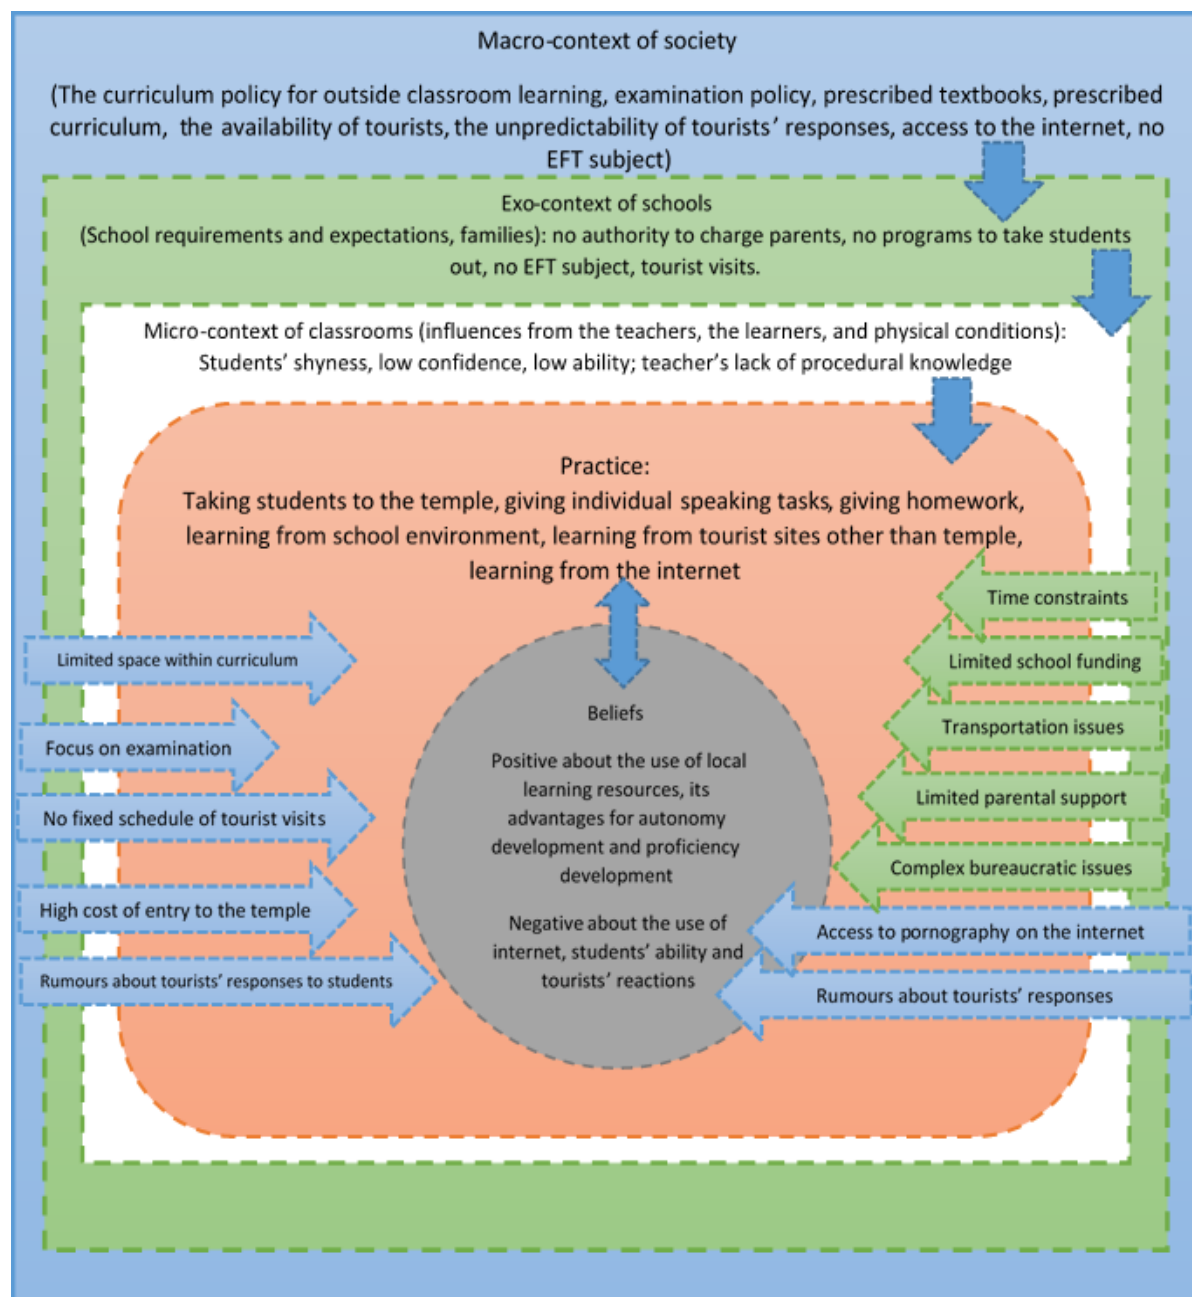 Macro-context of society
(The curriculum policy for outside classroom learning, examination policy, prescribed textbooks, prescribed
curriculum, the availability of tourists, the unpredictability of tourists' responses, access to the internet, no
EFT subject)
Exo-context of schools
(School requirements and expectations, families): no authority to charge parents, no programs to take students
out, no EFT subject, tourist visits.
Micro-context of classrooms (influences from the teachers, the learners, and physical conditions):
Students' shyness, low confidence, low ability; teacher's lack of procedural knowledge
Practice:
Taking students to the temple, giving individual speaking tasks, giving homework,
learning from school environment, learning from tourist sites other than temple,
learning from the internet
Limited space within curriculum
Focus on examination
No fixed schedule of tourist visits
High cost of entry to the temple
Rumours about tourists' responses to students
Beliefs
Positive about the use of local
learning resources, its
advantages for autonomy
development and proficiency
development
Negative about the use of
internet, students' ability and
tourists' reactions
Time constraints
Limited school funding
Transportation issues
Limited parental support
Complex bureaucratic issues
Access to pornography on the internet
Rumours about tourists' responses